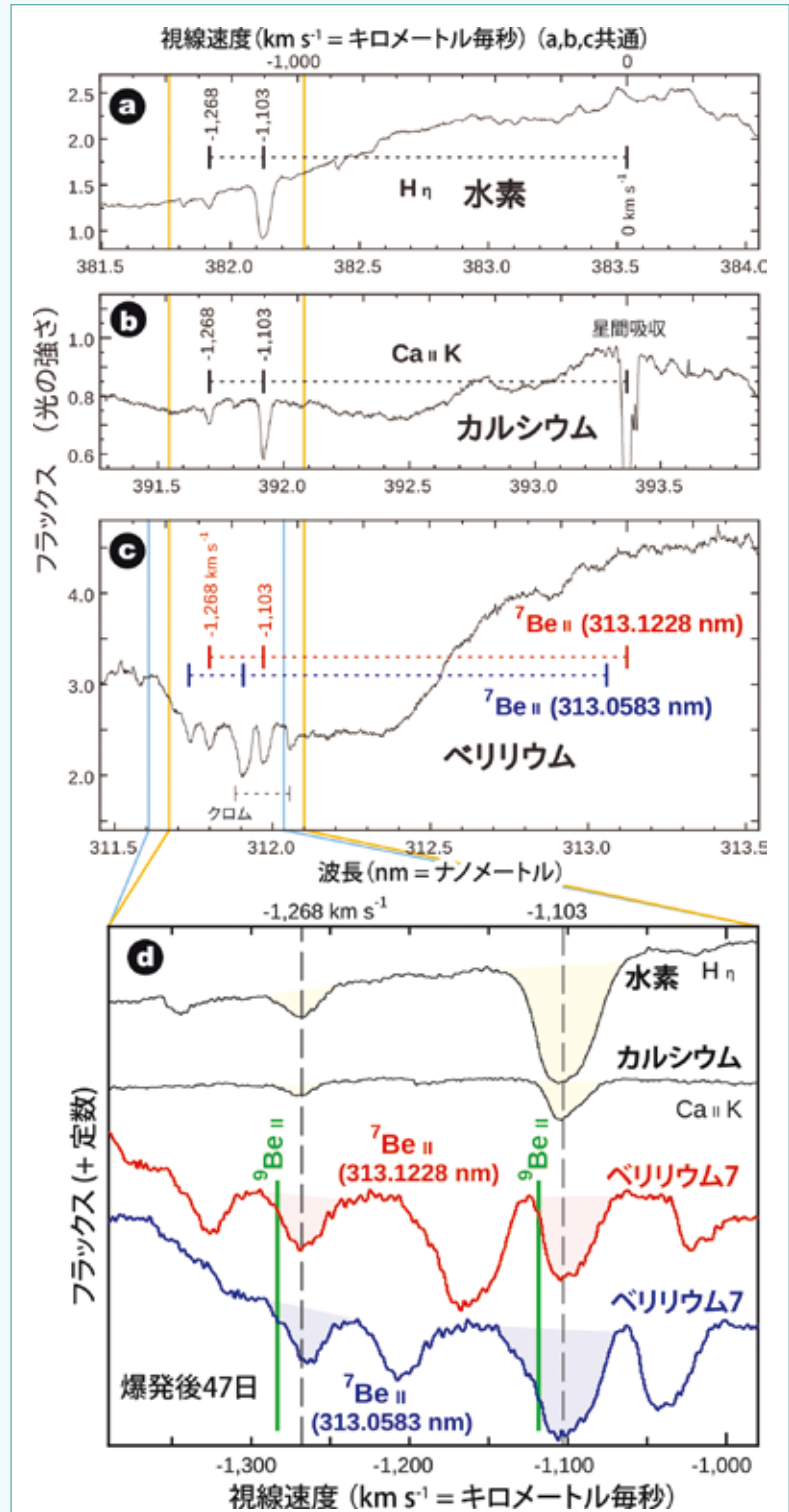 視線速度(km s⁻¹ = キロメートル毎秒) (a,b,c共通)
-1,000 0
a
-1,268 -1,103
Hη 水素
0 km s⁻¹
2.5
2.0
1.5
1.0
381.5 382.0 382.5 383.0 383.5 384.0
b
-1,268 -1,103
Ca II K
星間吸収
カルシウム
1.0
0.8
0.6
391.5 392.0 392.5 393.0 393.5
フラックス (光の強さ)
c
-1,268 km s⁻¹
-1,103
⁷Be II (313.1228 nm)
⁷Be II (313.0583 nm)
ベリリウム
クロム
4.0
3.0
2.0
311.5 312.0 312.5 313.0 313.5
波長(nm = ナノメートル)
-1,268 km s⁻¹ -1,103
d
水素 Hη
カルシウム
Ca II K
⁹Be II
⁷Be II
(313.1228 nm)
⁹Be II
ベリリウム7
ベリリウム7
爆発後47日
⁷Be II
(313.0583 nm)
フラックス (+ 定数)
-1,300 -1,200 -1,100 -1,000
視線速度 (km s⁻¹ = キロメートル毎秒)